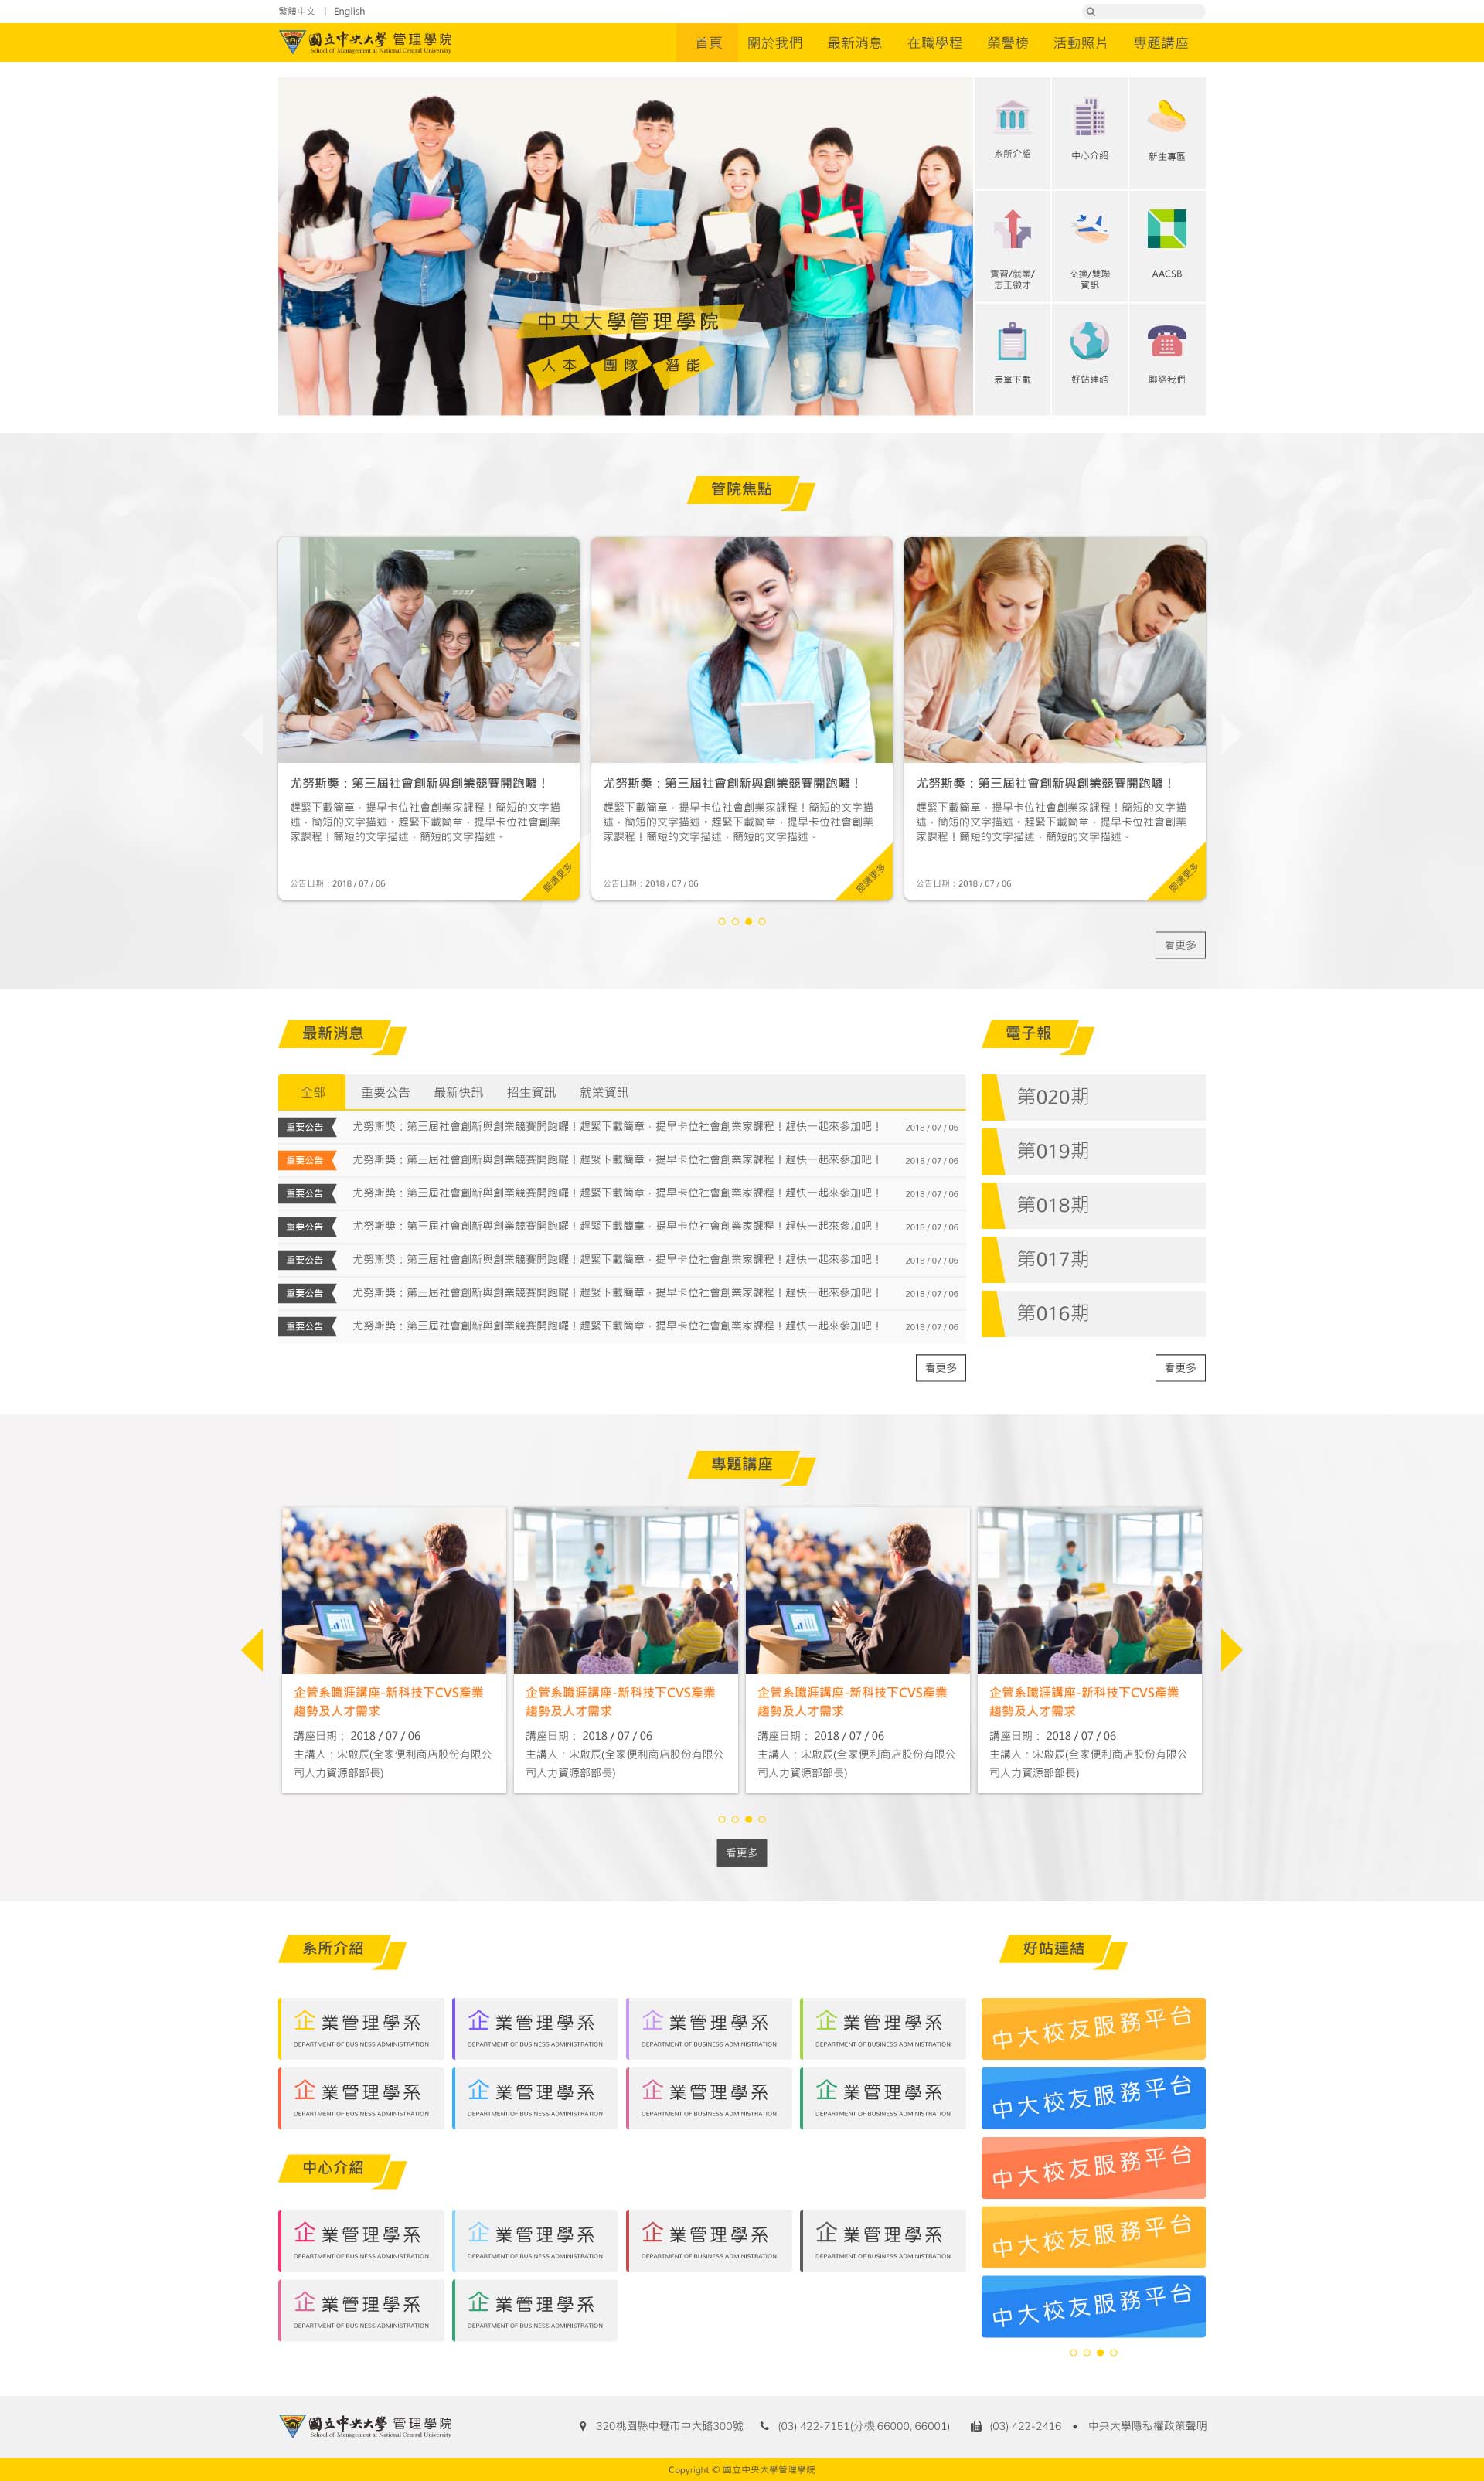 繁體中文 | English
國立中央大學 管理學院
School of Management at National Central University
首頁 關於我們 最新消息 在職學程 榮譽榜 活動照片 專題講座
中央大學管理學院
人本 團隊 潛能
系所介紹 中心介紹 新生專區
實習/就業/
志工徵才
交換/雙聯
資訊
AACSB
表單下載 好站連結 聯絡我們
管院焦點
尤努斯獎：第三屆社會創新與創業競賽開跑囉！
趕緊下載簡章，提早卡位社會創業家課程！簡短的文字描
述，簡短的文字描述。趕緊下載簡章，提早卡位社會創業
家課程！簡短的文字描述，簡短的文字描述。
公告日期：2018 / 07 / 06
閱讀更多
尤努斯獎：第三屆社會創新與創業競賽開跑囉！
趕緊下載簡章，提早卡位社會創業家課程！簡短的文字描
述，簡短的文字描述。趕緊下載簡章，提早卡位社會創業
家課程！簡短的文字描述，簡短的文字描述。
公告日期：2018 / 07 / 06
閱讀更多
尤努斯獎：第三屆社會創新與創業競賽開跑囉！
趕緊下載簡章，提早卡位社會創業家課程！簡短的文字描
述，簡短的文字描述。趕緊下載簡章，提早卡位社會創業
家課程！簡短的文字描述，簡短的文字描述。
公告日期：2018 / 07 / 06
閱讀更多
看更多
最新消息
全部 重要公告 最新快訊 招生資訊 就業資訊
重要公告 尤努斯獎：第三屆社會創新與創業競賽開跑囉！趕緊下載簡章，提早卡位社會創業家課程！趕快一起來參加吧！ 2018 / 07 / 06
重要公告 尤努斯獎：第三屆社會創新與創業競賽開跑囉！趕緊下載簡章，提早卡位社會創業家課程！趕快一起來參加吧！ 2018 / 07 / 06
重要公告 尤努斯獎：第三屆社會創新與創業競賽開跑囉！趕緊下載簡章，提早卡位社會創業家課程！趕快一起來參加吧！ 2018 / 07 / 06
重要公告 尤努斯獎：第三屆社會創新與創業競賽開跑囉！趕緊下載簡章，提早卡位社會創業家課程！趕快一起來參加吧！ 2018 / 07 / 06
重要公告 尤努斯獎：第三屆社會創新與創業競賽開跑囉！趕緊下載簡章，提早卡位社會創業家課程！趕快一起來參加吧！ 2018 / 07 / 06
重要公告 尤努斯獎：第三屆社會創新與創業競賽開跑囉！趕緊下載簡章，提早卡位社會創業家課程！趕快一起來參加吧！ 2018 / 07 / 06
重要公告 尤努斯獎：第三屆社會創新與創業競賽開跑囉！趕緊下載簡章，提早卡位社會創業家課程！趕快一起來參加吧！ 2018 / 07 / 06
看更多
電子報
第020期
第019期
第018期
第017期
第016期
看更多
專題講座
企管系職涯講座-新科技下CVS產業
趨勢及人才需求
講座日期： 2018 / 07 / 06
主講人：宋啟辰(全家便利商店股份有限公
司人力資源部部長)
企管系職涯講座-新科技下CVS產業
趨勢及人才需求
講座日期： 2018 / 07 / 06
主講人：宋啟辰(全家便利商店股份有限公
司人力資源部部長)
企管系職涯講座-新科技下CVS產業
趨勢及人才需求
講座日期： 2018 / 07 / 06
主講人：宋啟辰(全家便利商店股份有限公
司人力資源部部長)
企管系職涯講座-新科技下CVS產業
趨勢及人才需求
講座日期： 2018 / 07 / 06
主講人：宋啟辰(全家便利商店股份有限公
司人力資源部部長)
看更多
系所介紹
企業管理學系 企業管理學系 企業管理學系 企業管理學系
DEPARTMENT OF BUSINESS ADMINISTRATION DEPARTMENT OF BUSINESS ADMINISTRATION DEPARTMENT OF BUSINESS ADMINISTRATION DEPARTMENT OF BUSINESS ADMINISTRATION
企業管理學系 企業管理學系 企業管理學系 企業管理學系
DEPARTMENT OF BUSINESS ADMINISTRATION DEPARTMENT OF BUSINESS ADMINISTRATION DEPARTMENT OF BUSINESS ADMINISTRATION DEPARTMENT OF BUSINESS ADMINISTRATION
中心介紹
企業管理學系 企業管理學系 企業管理學系 企業管理學系
DEPARTMENT OF BUSINESS ADMINISTRATION DEPARTMENT OF BUSINESS ADMINISTRATION DEPARTMENT OF BUSINESS ADMINISTRATION DEPARTMENT OF BUSINESS ADMINISTRATION
企業管理學系 企業管理學系
DEPARTMENT OF BUSINESS ADMINISTRATION DEPARTMENT OF BUSINESS ADMINISTRATION
好站連結
中大校友服務平台
中大校友服務平台
中大校友服務平台
中大校友服務平台
中大校友服務平台
國立中央大學 管理學院
School of Management at National Central University
320桃園縣中壢市中大路300號 (03) 422-7151(分機:66000, 66001) (03) 422-2416 ◆ 中央大學隱私權政策聲明
Copyright © 國立中央大學管理學院